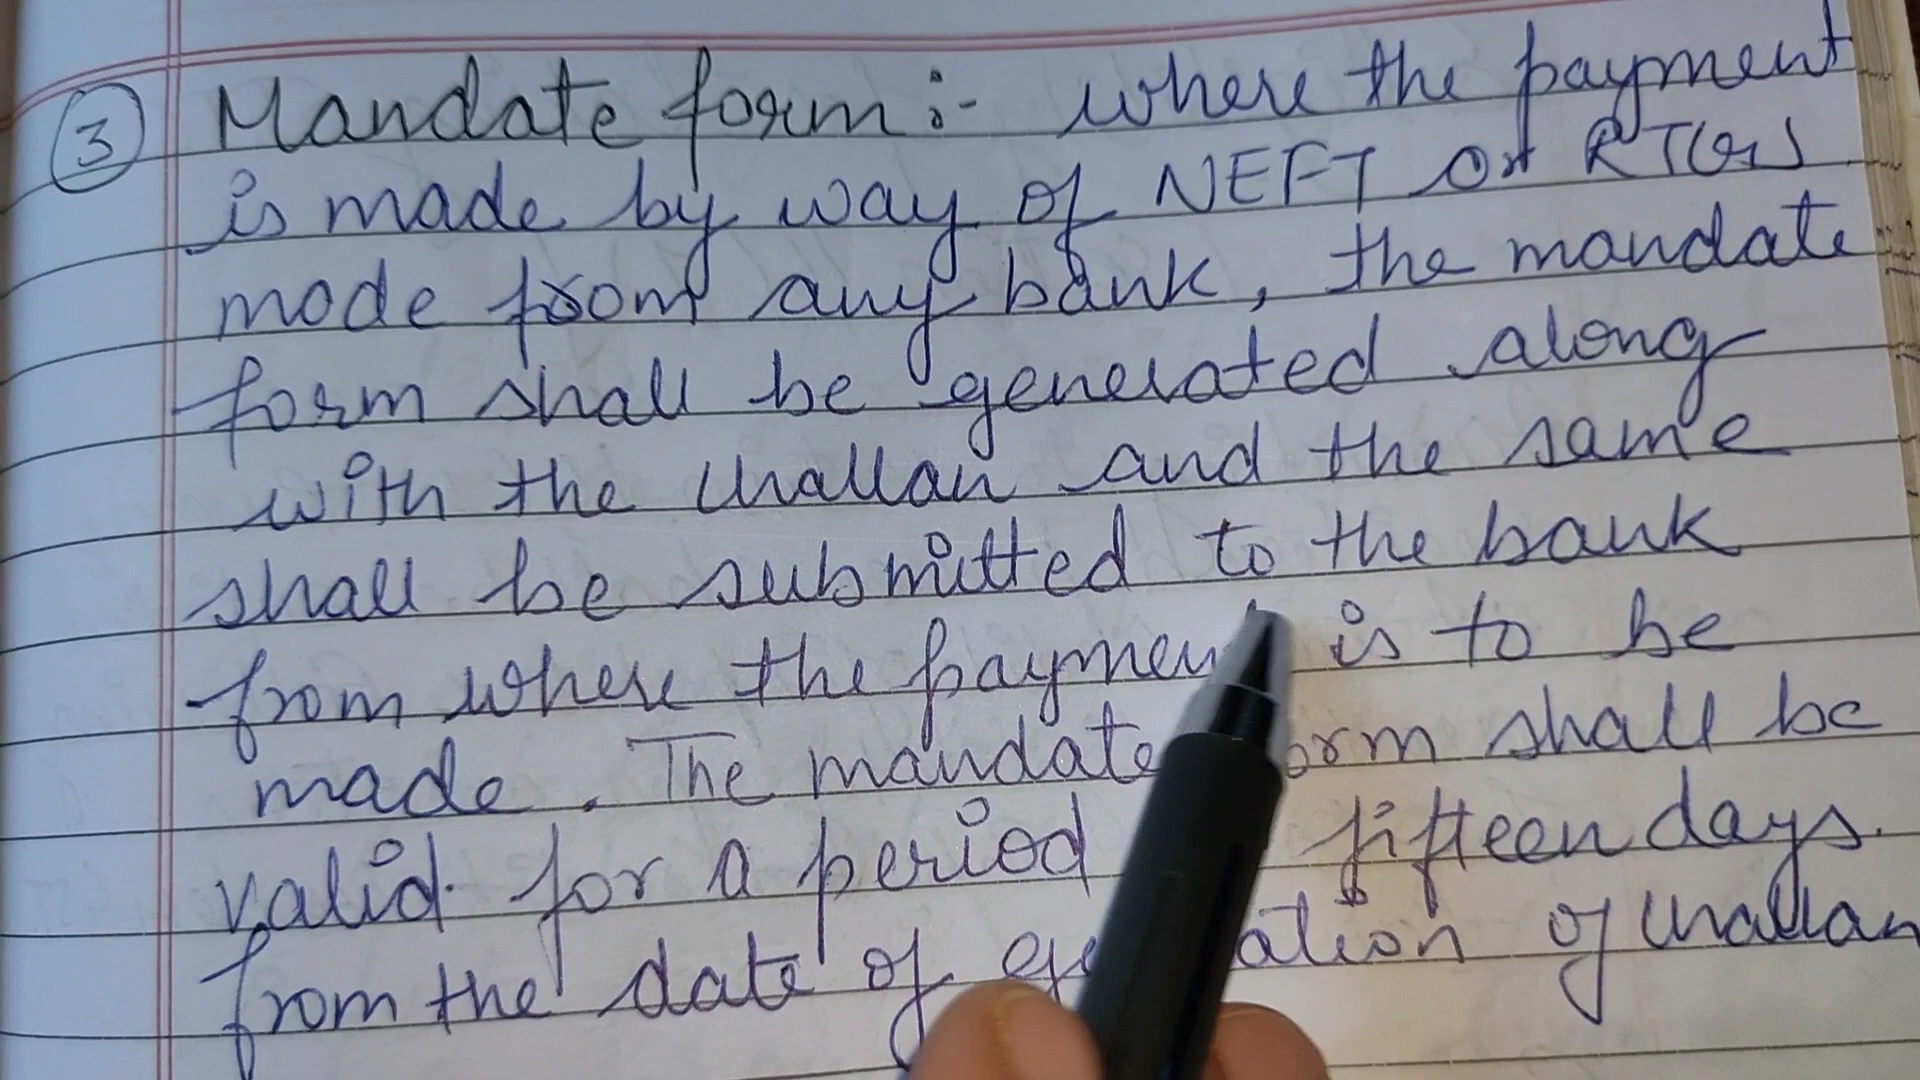 3 Mandate form :- where the payment
is made by way of NEFT or RTGS
mode from any bank, the mandate
form shall be generated along
with the challan and the same
shall be submitted to the bank
from where the payment is to be
made. The mandate form shall be
valid for a period fifteen days.
from the date of generation of challan